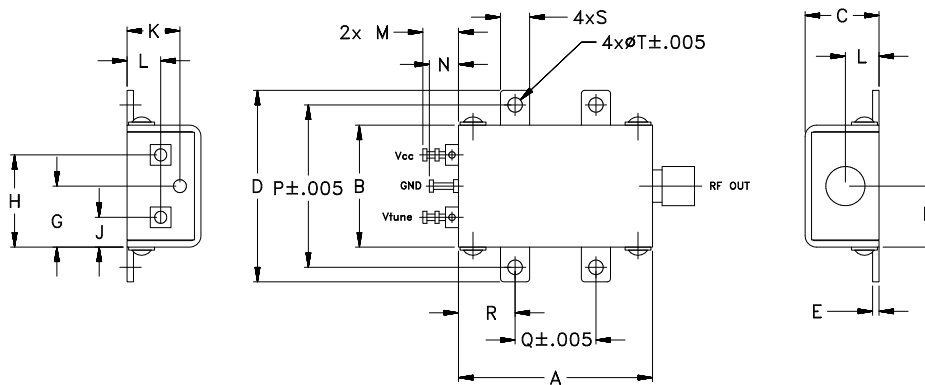 K
L
2x M
N
4xS
4xøT±.005
C
L
H
G
J
D
P±.005
B
Vcc
GND
Vtune
RF OUT
R
Q±.005
A
E